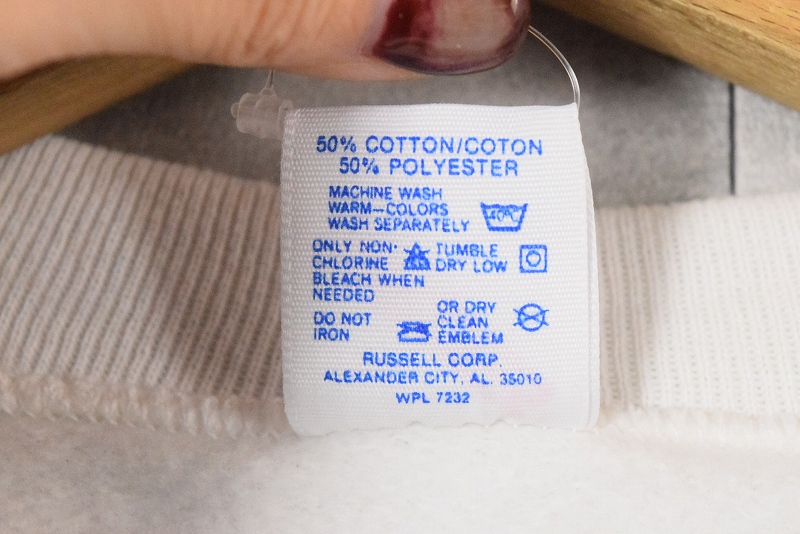 50% COTTON/COTON
50% POLYESTER
MACHINE WASH
WARM-COLORS
WASH SEPARATELY
40°C
ONLY NON-
CHLORINE
BLEACH WHEN
NEEDED
TUMBLE
DRY LOW
DO NOT
IRON
OR DRY
CLEAN
EMBLEM
RUSSELL CORP.
ALEXANDER CITY, AL. 35010
WPL 7232